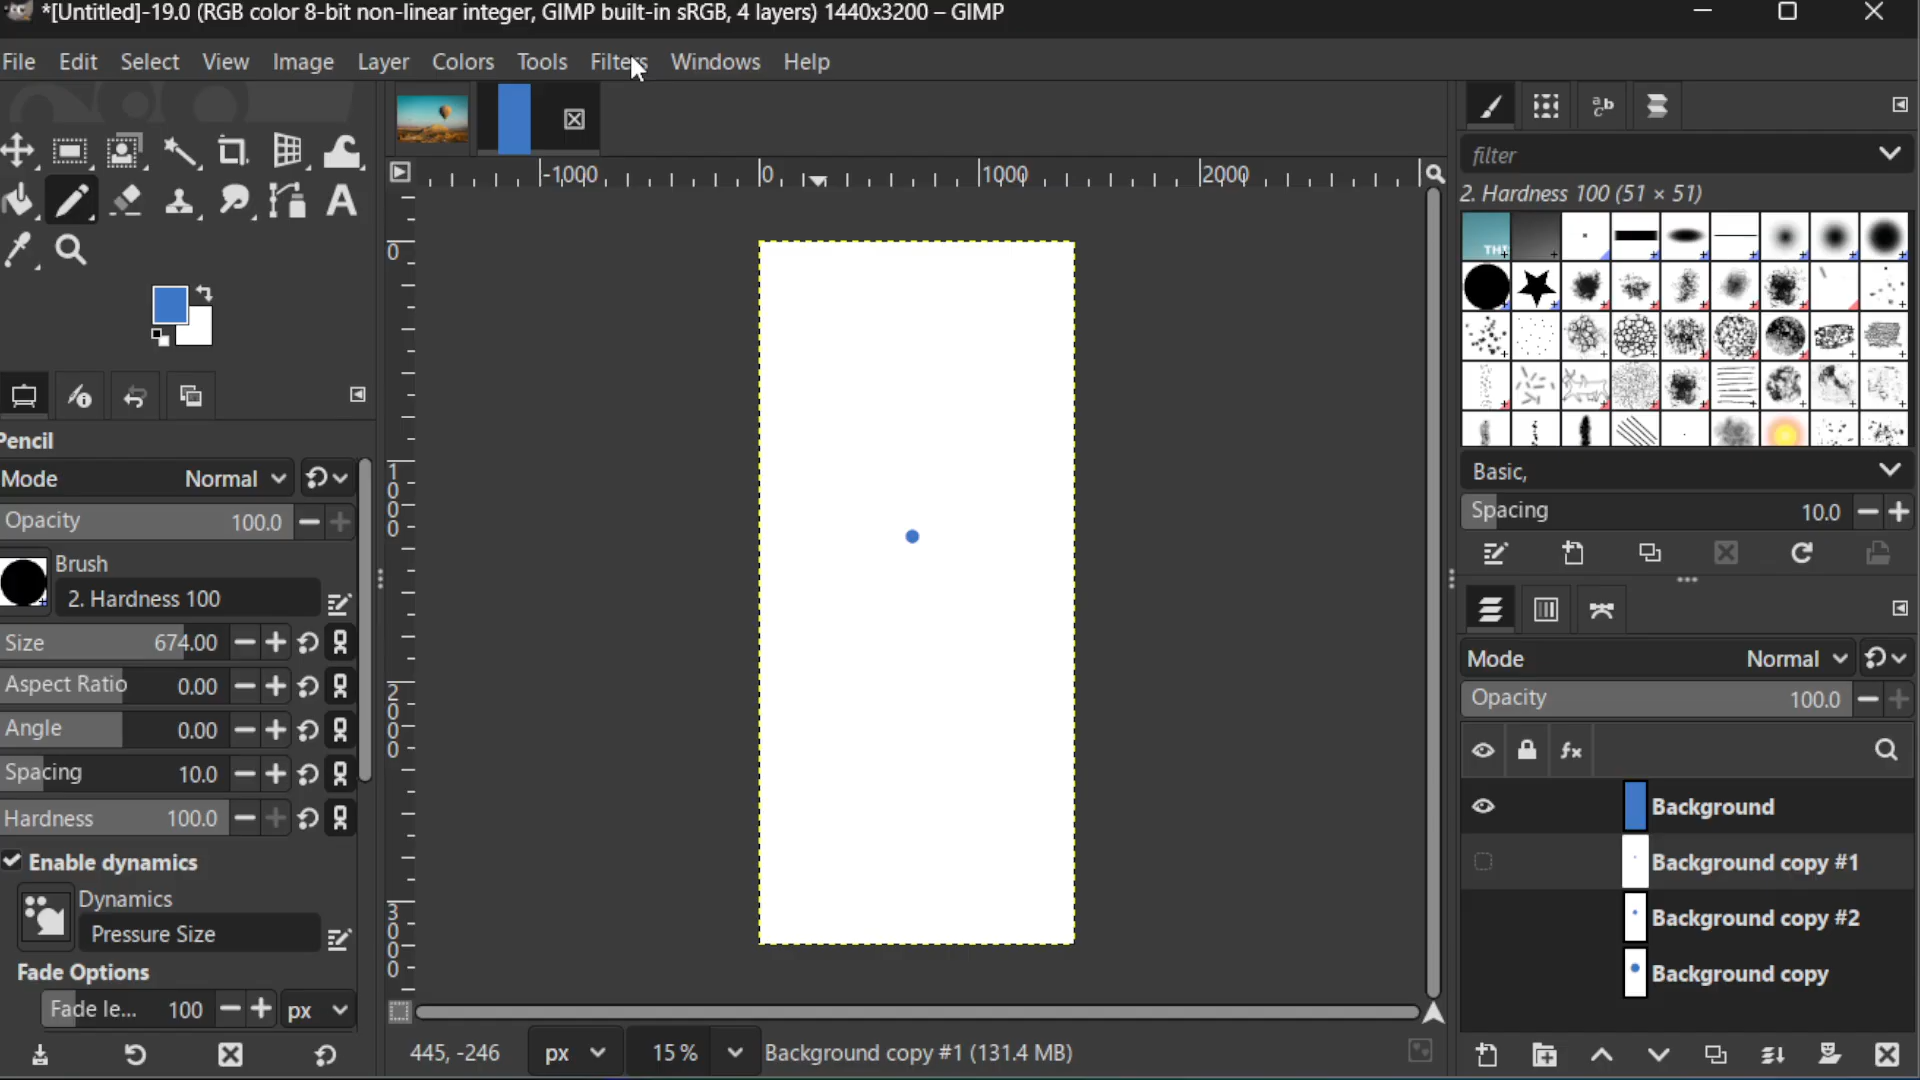 *[Untitled]-19.0 (RGB color 8-bit non-linear integer, GIMP built-in sRGB, 4 layers) 1440x3200 – GIMP
File Edit Select View Image Layer Colors Tools Filters Windows Help
-1000 0 1000 2000
0
1000
2000
3000
Pencil
Mode Normal
Opacity 100.0
Brush
2. Hardness 100
Size 674.00
Aspect Ratio 0.00
Angle 0.00
Spacing 10.0
Hardness 100.0
Enable dynamics
Dynamics
Pressure Size
Fade Options
Fade le... 100 px
445, -246 px 15% Background copy #1 (131.4 MB)
filter
2. Hardness 100 (51 × 51)
Basic,
Spacing 10.0
Mode Normal
Opacity 100.0
fx
Background
Background copy #1
Background copy #2
Background copy